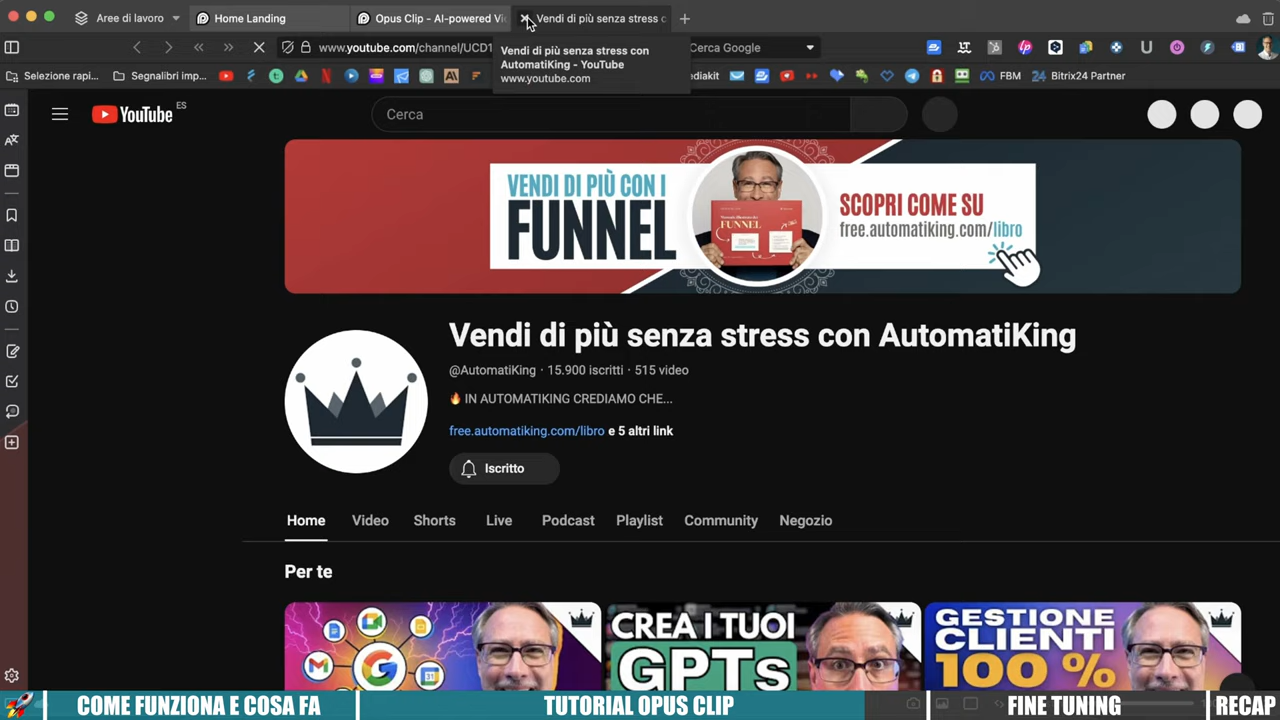 Aree di lavoro
Home Landing
Opus Clip - AI-powered Vi
Vendi di più senza stress c
www.youtube.com/channel/UCD1
Cerca Google
Vendi di più senza stress con
AutomatiKing - YouTube
www.youtube.com
Selezione rapi...
Segnalibri impor...
ediakit
FBM
24 Bitrix24 Partner
YouTube
ES
Cerca
VENDI DI PIÙ CON I
FUNNEL
FUNNEL
SCOPRI COME SU
free.automatiking.com/libro
Vendi di più senza stress con AutomatiKing
@AutomatiKing · 15.900 iscritti · 515 video
IN AUTOMATIKING CREDIAMO CHE...
free.automatiking.com/libro e 5 altri link
Iscritto
Home
Video
Shorts
Live
Podcast
Playlist
Community
Negozio
Per te
CREA I TUOI
GPTs
GESTIONE
CLIENTI
100 %
COME FUNZIONA E COSA FA
TUTORIAL OPUS CLIP
FINE TUNING
RECAP